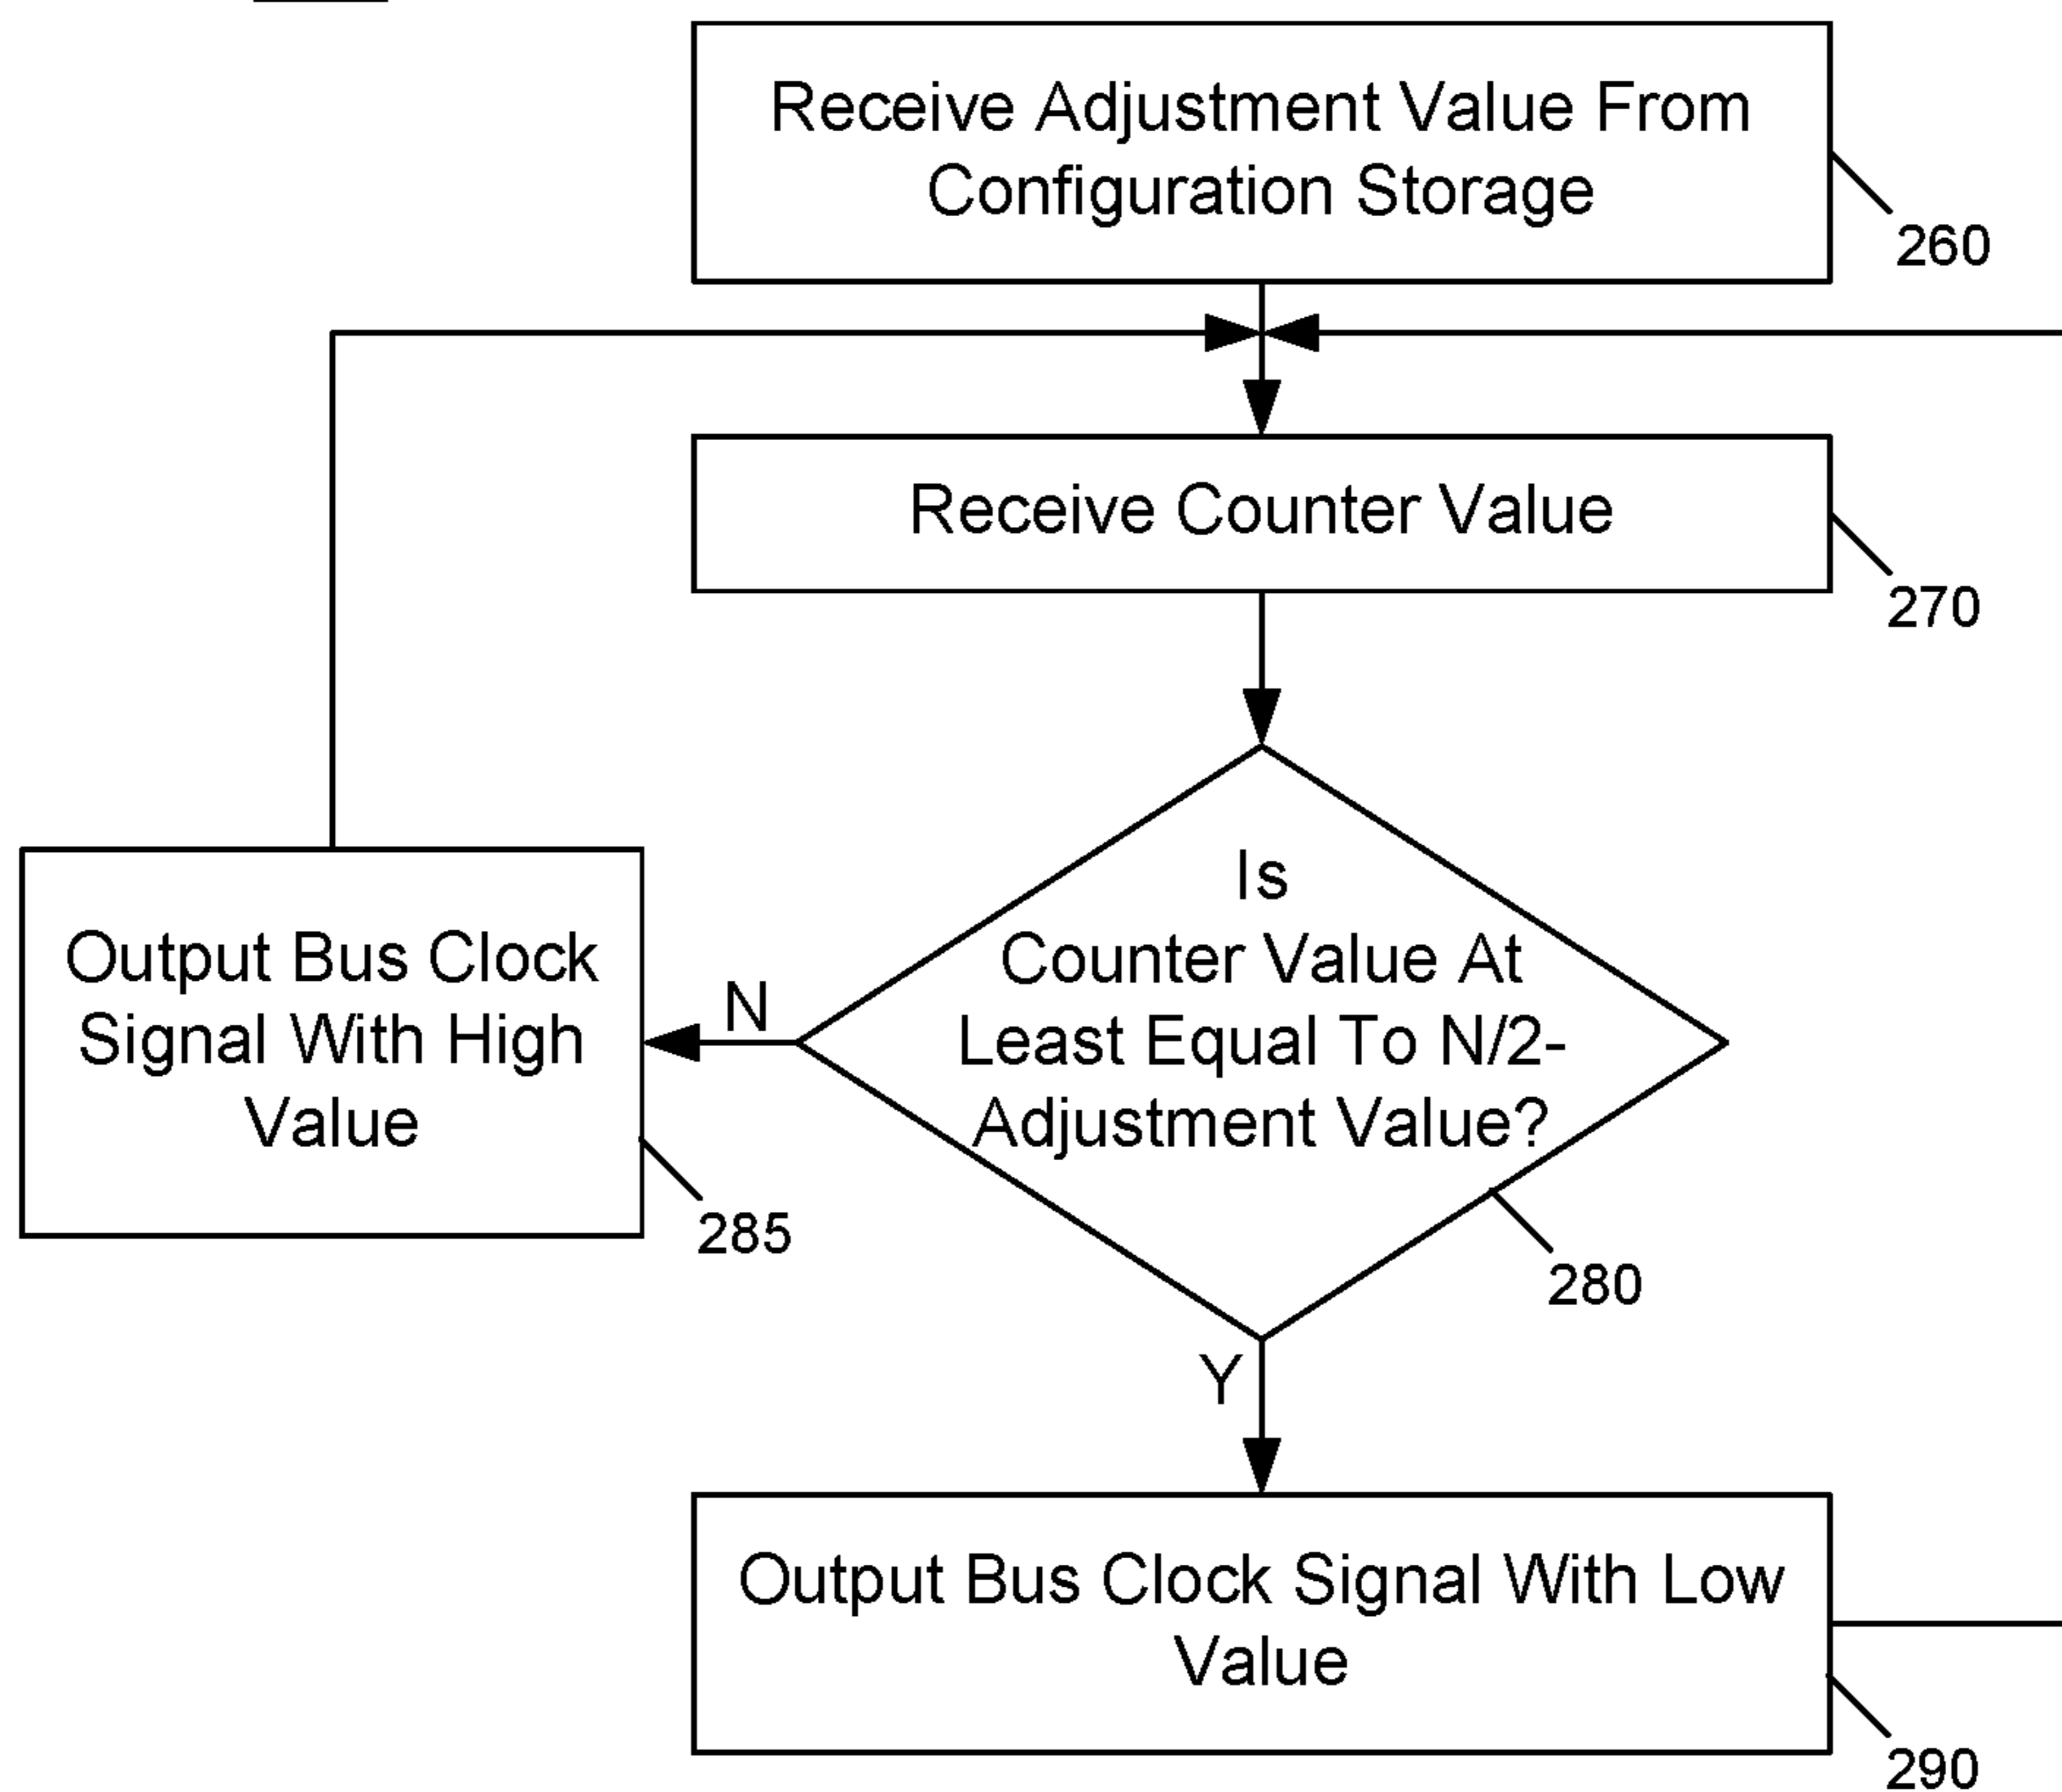 Receive Adjustment Value From
Configuration Storage
260
Receive Counter Value
270
Is
Counter Value At
Least Equal To N/2-
Adjustment Value?
280
N
Output Bus Clock
Signal With High
Value
285
Y
Output Bus Clock Signal With Low
Value
290